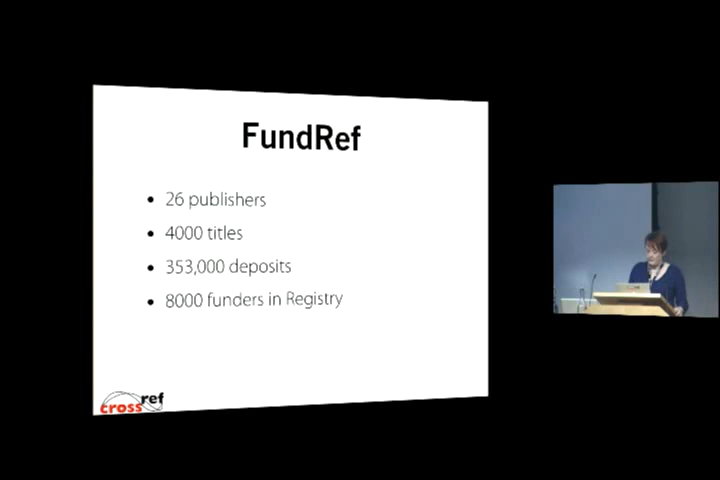 FundRef
• 26 publishers
• 4000 titles
• 353,000 deposits
• 8000 funders in Registry
crossref